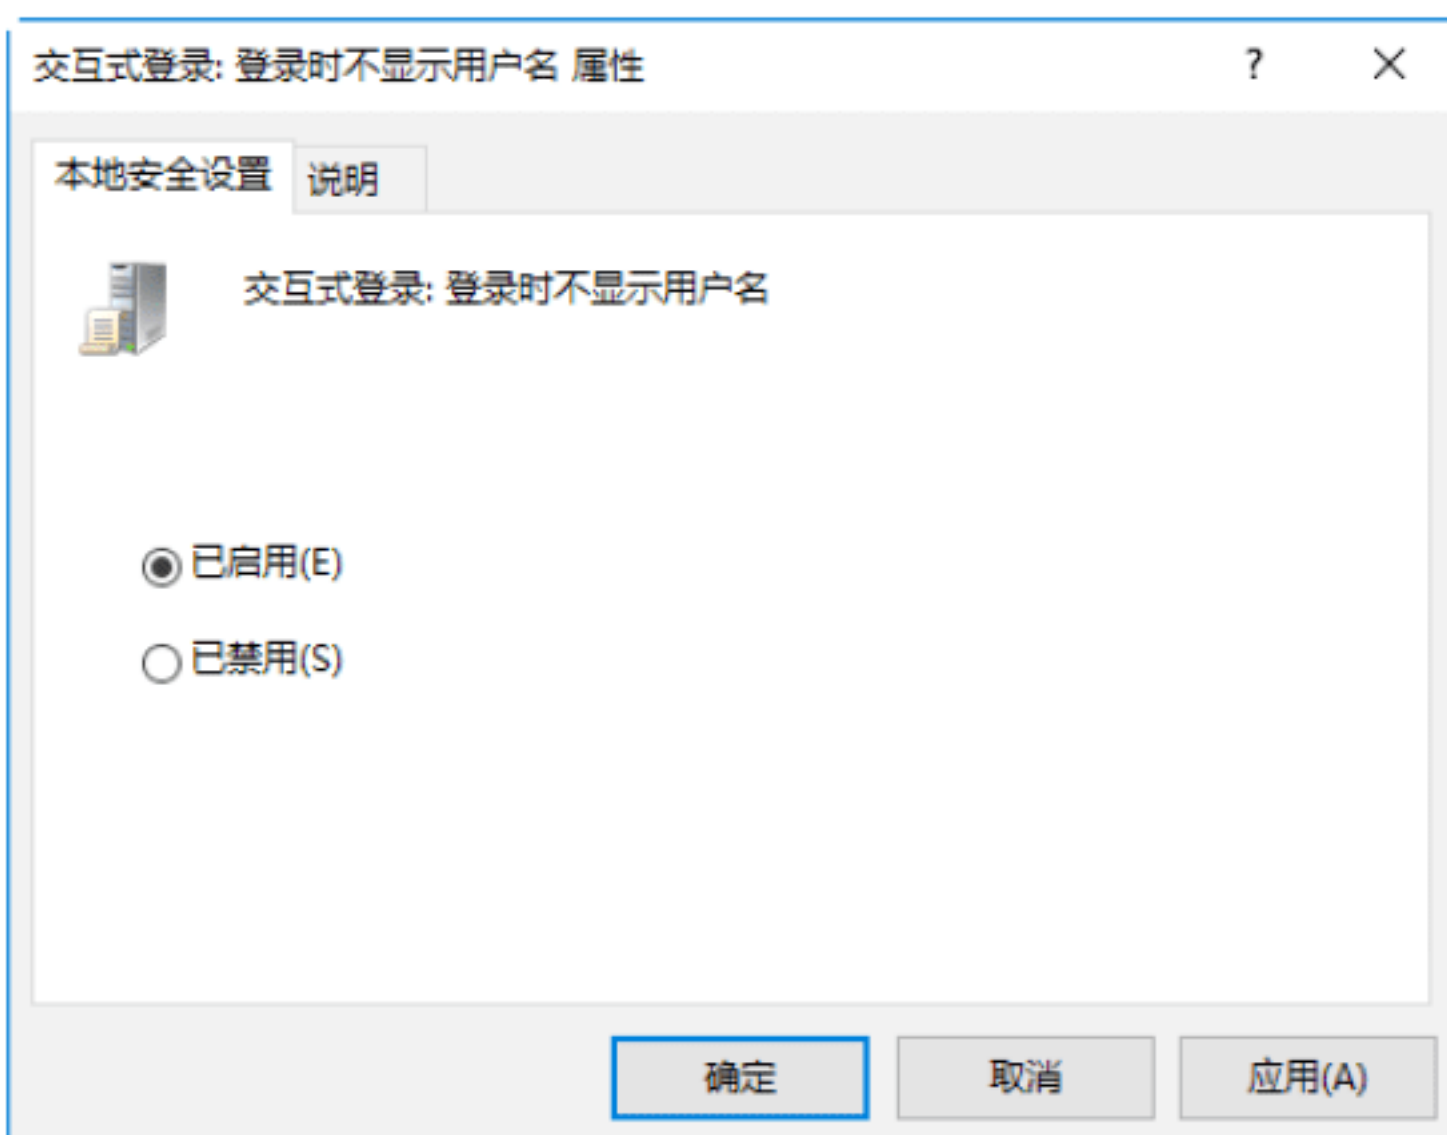 交互式登录: 登录时不显示用户名 属性
? ×
本地安全设置 说明
交互式登录: 登录时不显示用户名
已启用(E)
已禁用(S)
确定 取消 应用(A)